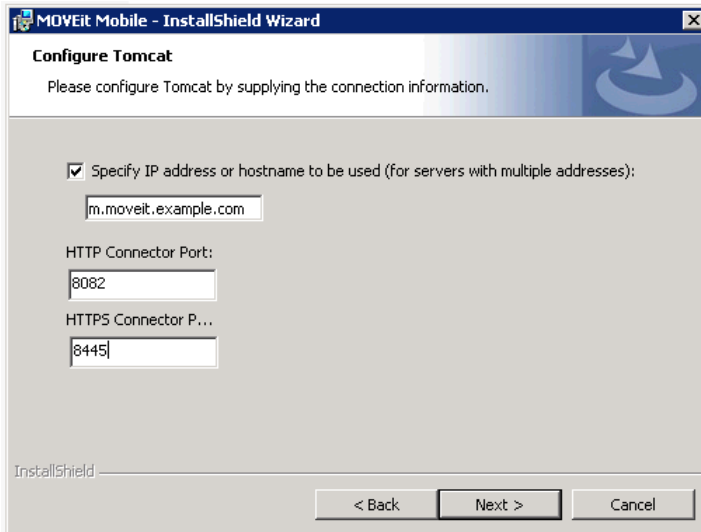 MOVEit Mobile - InstallShield Wizard
Configure Tomcat
Please configure Tomcat by supplying the connection information.
Specify IP address or hostname to be used (for servers with multiple addresses):
m.moveit.example.com
HTTP Connector Port:
8082
HTTPS Connector P...
8445
InstallShield
< Back Next > Cancel